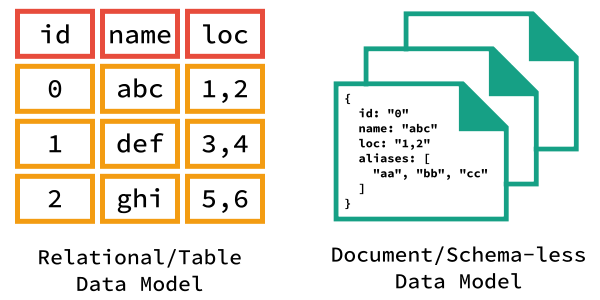 id name loc
0 abc 1,2
1 def 3,4
2 ghi 5,6
Relational/Table
Data Model
{
  id: "0"
  name: "abc"
  loc: "1,2"
  aliases: [
    "aa", "bb", "cc"
  ]
}
Document/Schema-less
Data Model